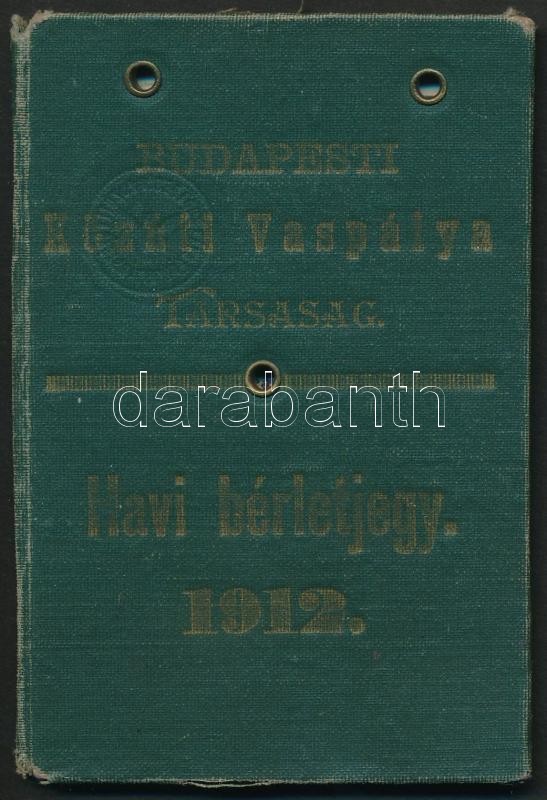 BUDAPESTI
Közúti Vaspálya
TÁRSASÁG.
darabanth
Havi bérletjegy.
1912.